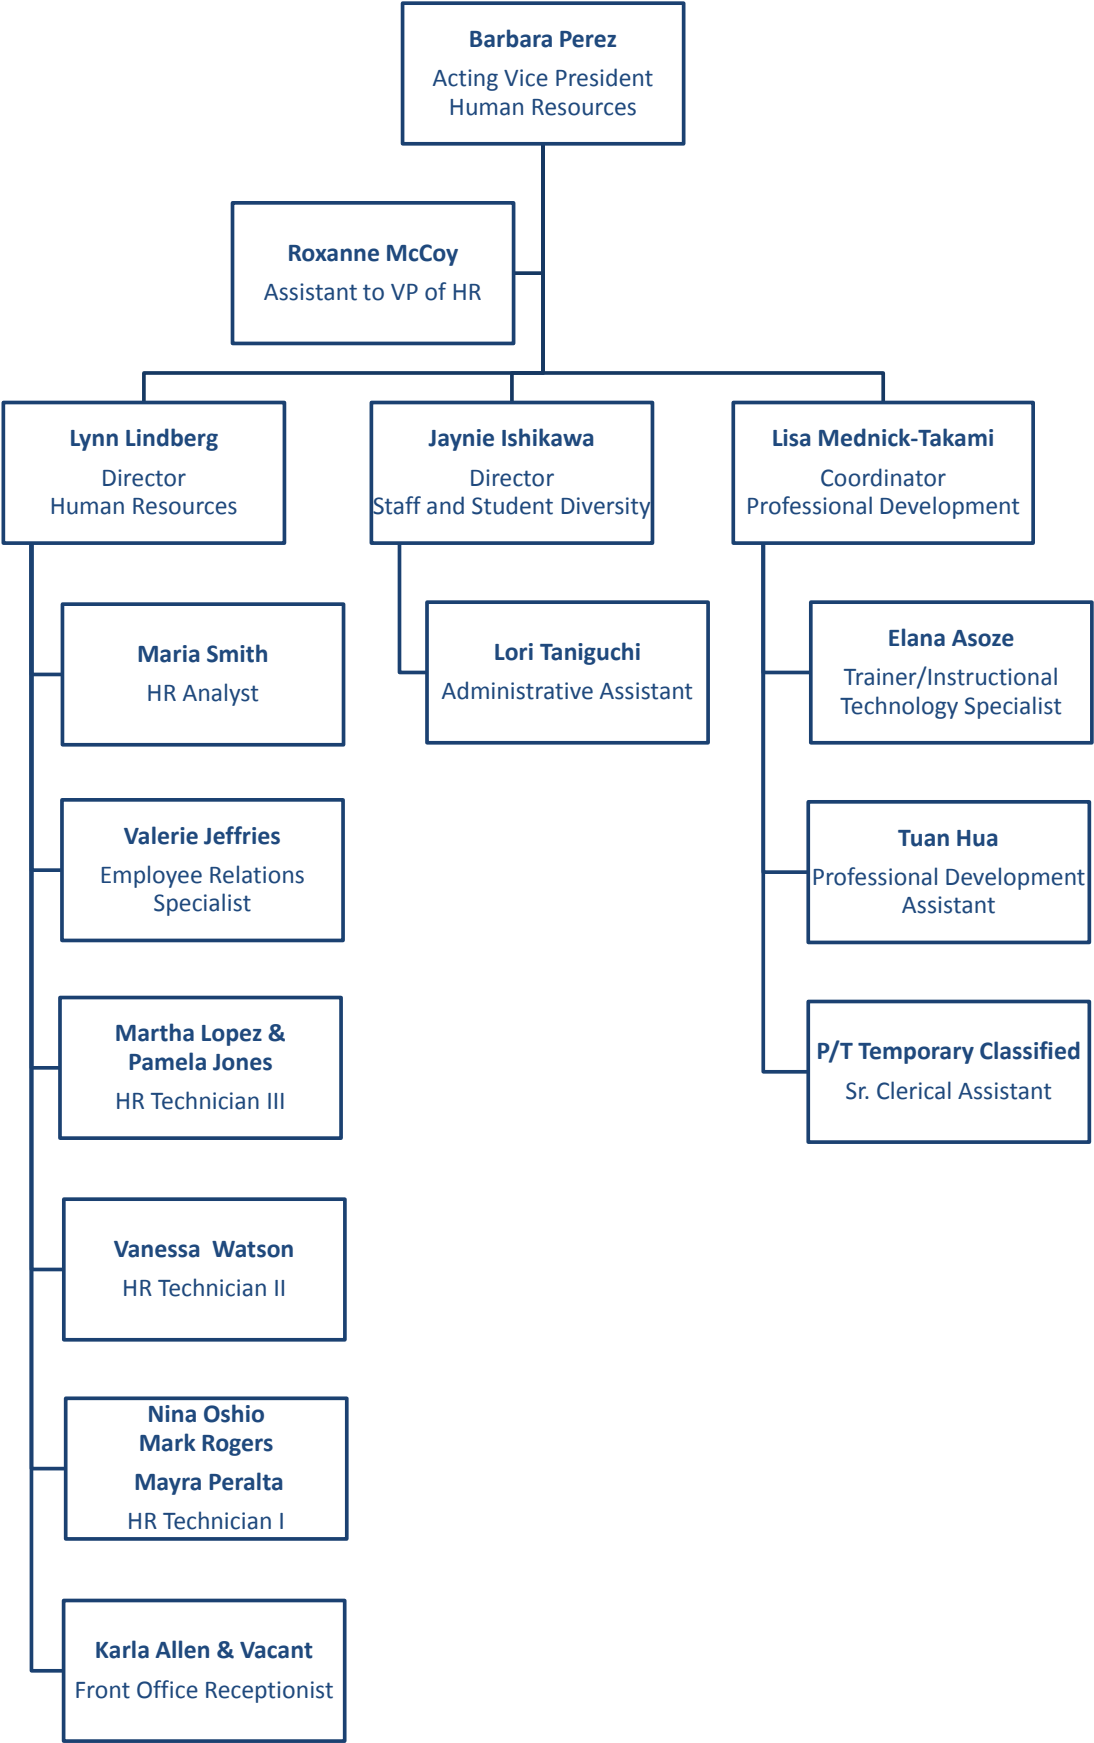 Barbara Perez
Acting Vice President
Human Resources
Roxanne McCoy
Assistant to VP of HR
Lynn Lindberg
Director
Human Resources
Jaynie Ishikawa
Director
Staff and Student Diversity
Lisa Mednick-Takami
Coordinator
Professional Development
Maria Smith
HR Analyst
Lori Taniguchi
Administrative Assistant
Elana Asoze
Trainer/Instructional
Technology Specialist
Valerie Jeffries
Employee Relations
Specialist
Tuan Hua
Professional Development
Assistant
Martha Lopez &
Pamela Jones
HR Technician III
P/T Temporary Classified
Sr. Clerical Assistant
Vanessa  Watson
HR Technician II
Nina Oshio
Mark Rogers
Mayra Peralta
HR Technician I
Karla Allen & Vacant
Front Office Receptionist